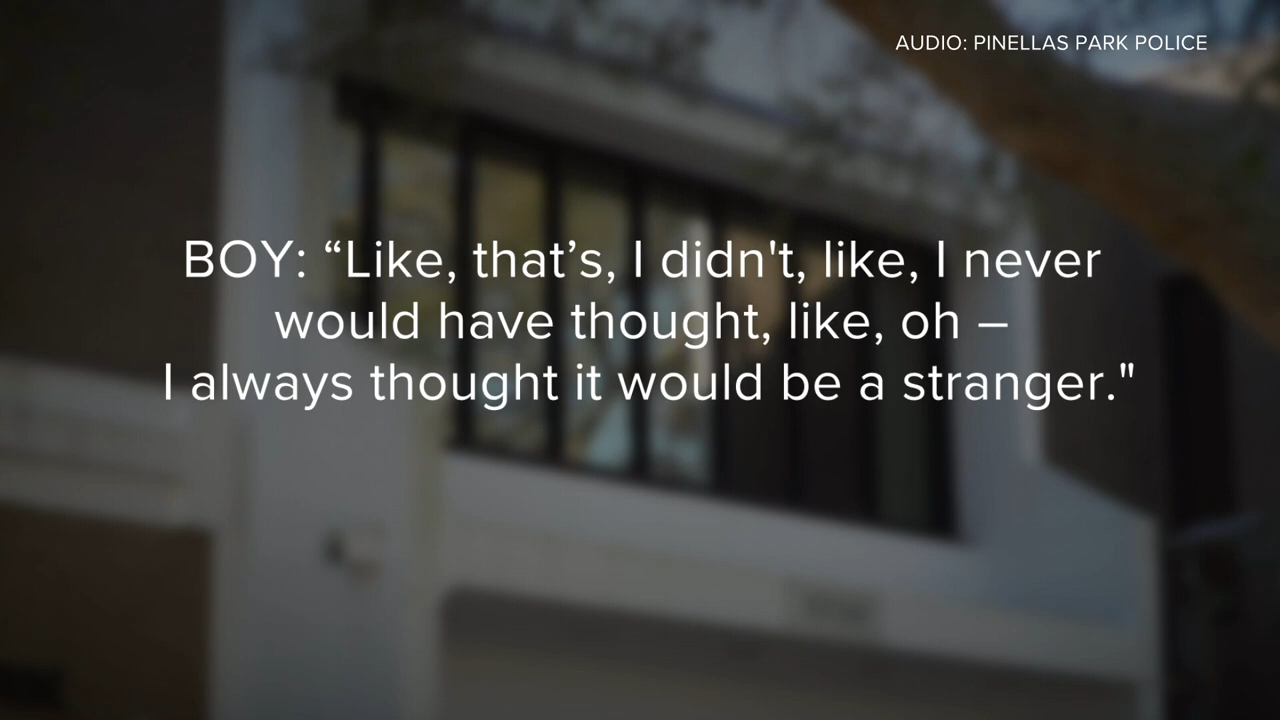 AUDIO: PINELLAS PARK POLICE
BOY: “Like, that’s, I didn't, like, I never
would have thought, like, oh –
I always thought it would be a stranger."